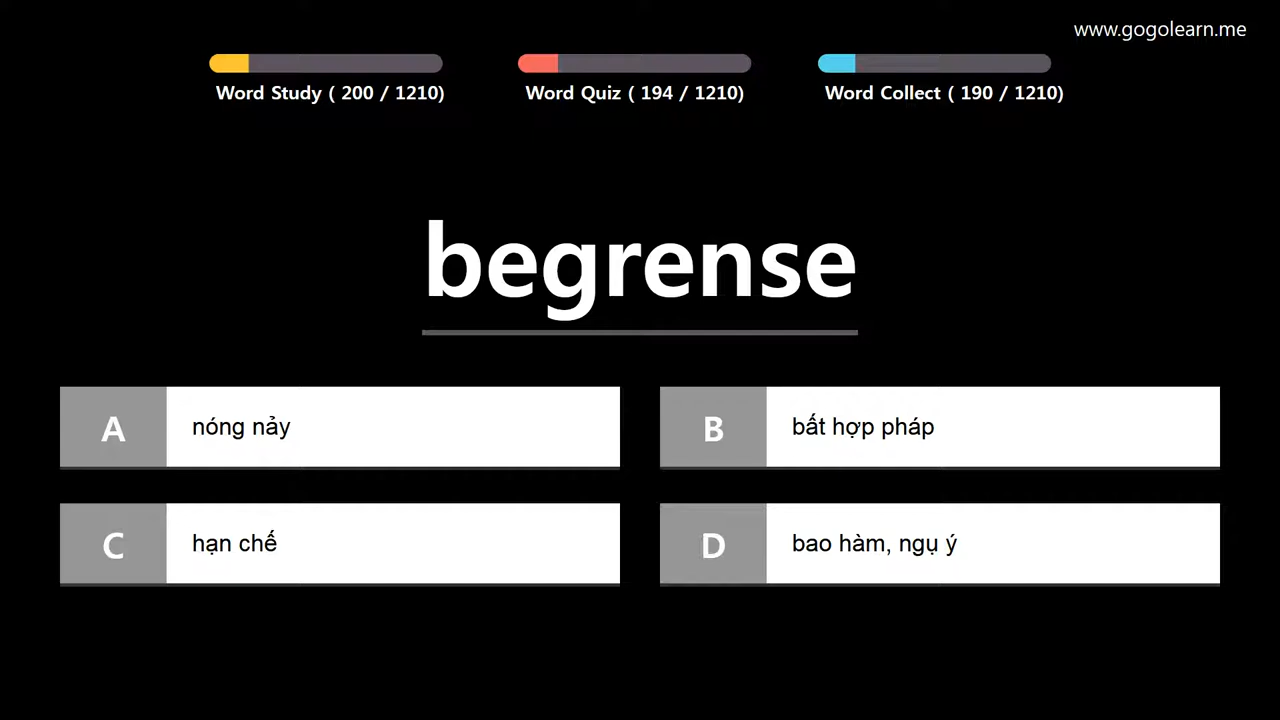 www.gogolearn.me
Word Study ( 200 / 1210)
Word Quiz ( 194 / 1210)
Word Collect ( 190 / 1210)
begrense
A
nóng nảy
B
bất hợp pháp
C
hạn chế
D
bao hàm, ngụ ý